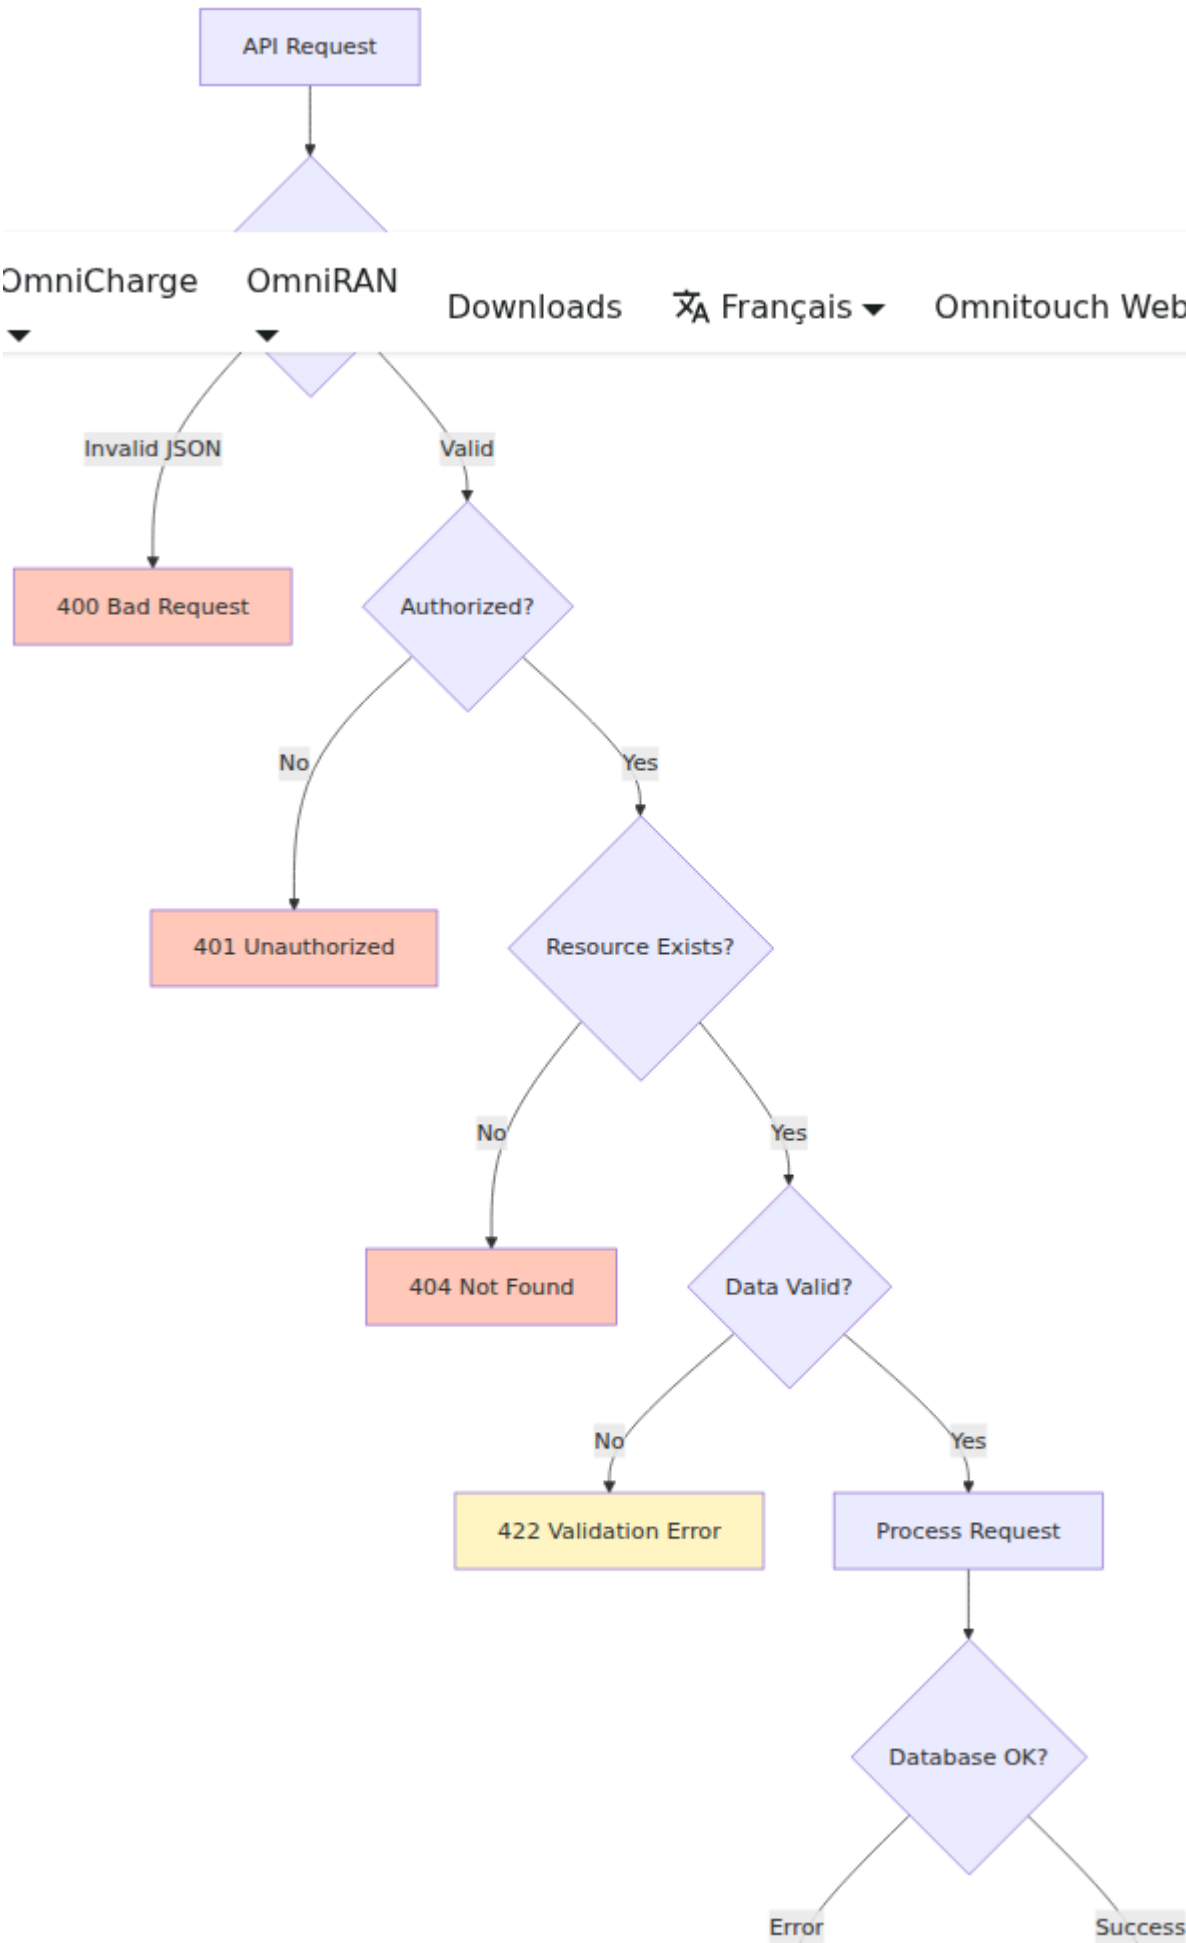 API Request
OmniCharge
OmniRAN
Downloads
Français
Omnitouch Web
Invalid JSON
Valid
400 Bad Request
Authorized?
No
Yes
401 Unauthorized
Resource Exists?
No
Yes
404 Not Found
Data Valid?
No
Yes
422 Validation Error
Process Request
Database OK?
Error
Success